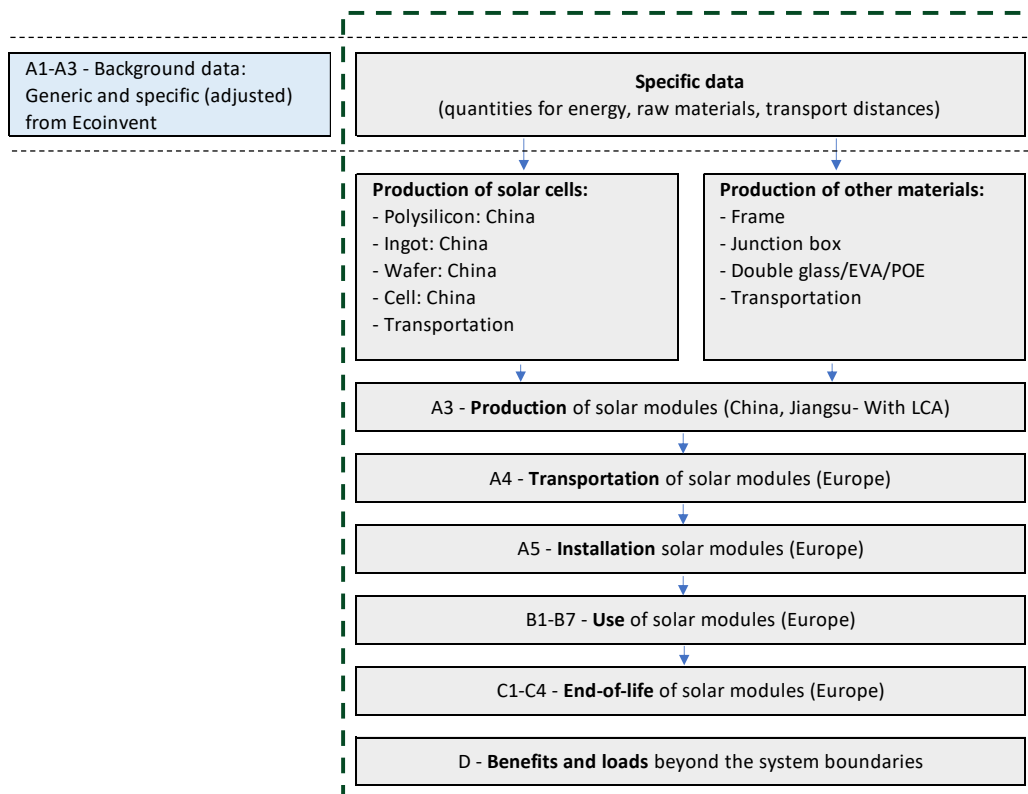 A1-A3 - Background data:
Generic and specific (adjusted)
from Ecoinvent
Specific data
(quantities for energy, raw materials, transport distances)
Production of solar cells:
- Polysilicon: China
- Ingot: China
- Wafer: China
- Cell: China
- Transportation
Production of other materials:
- Frame
- Junction box
- Double glass/EVA/POE
- Transportation
A3 - Production of solar modules (China, Jiangsu- With LCA)
A4 - Transportation of solar modules (Europe)
A5 - Installation solar modules (Europe)
B1-B7 - Use of solar modules (Europe)
C1-C4 - End-of-life of solar modules (Europe)
D - Benefits and loads beyond the system boundaries